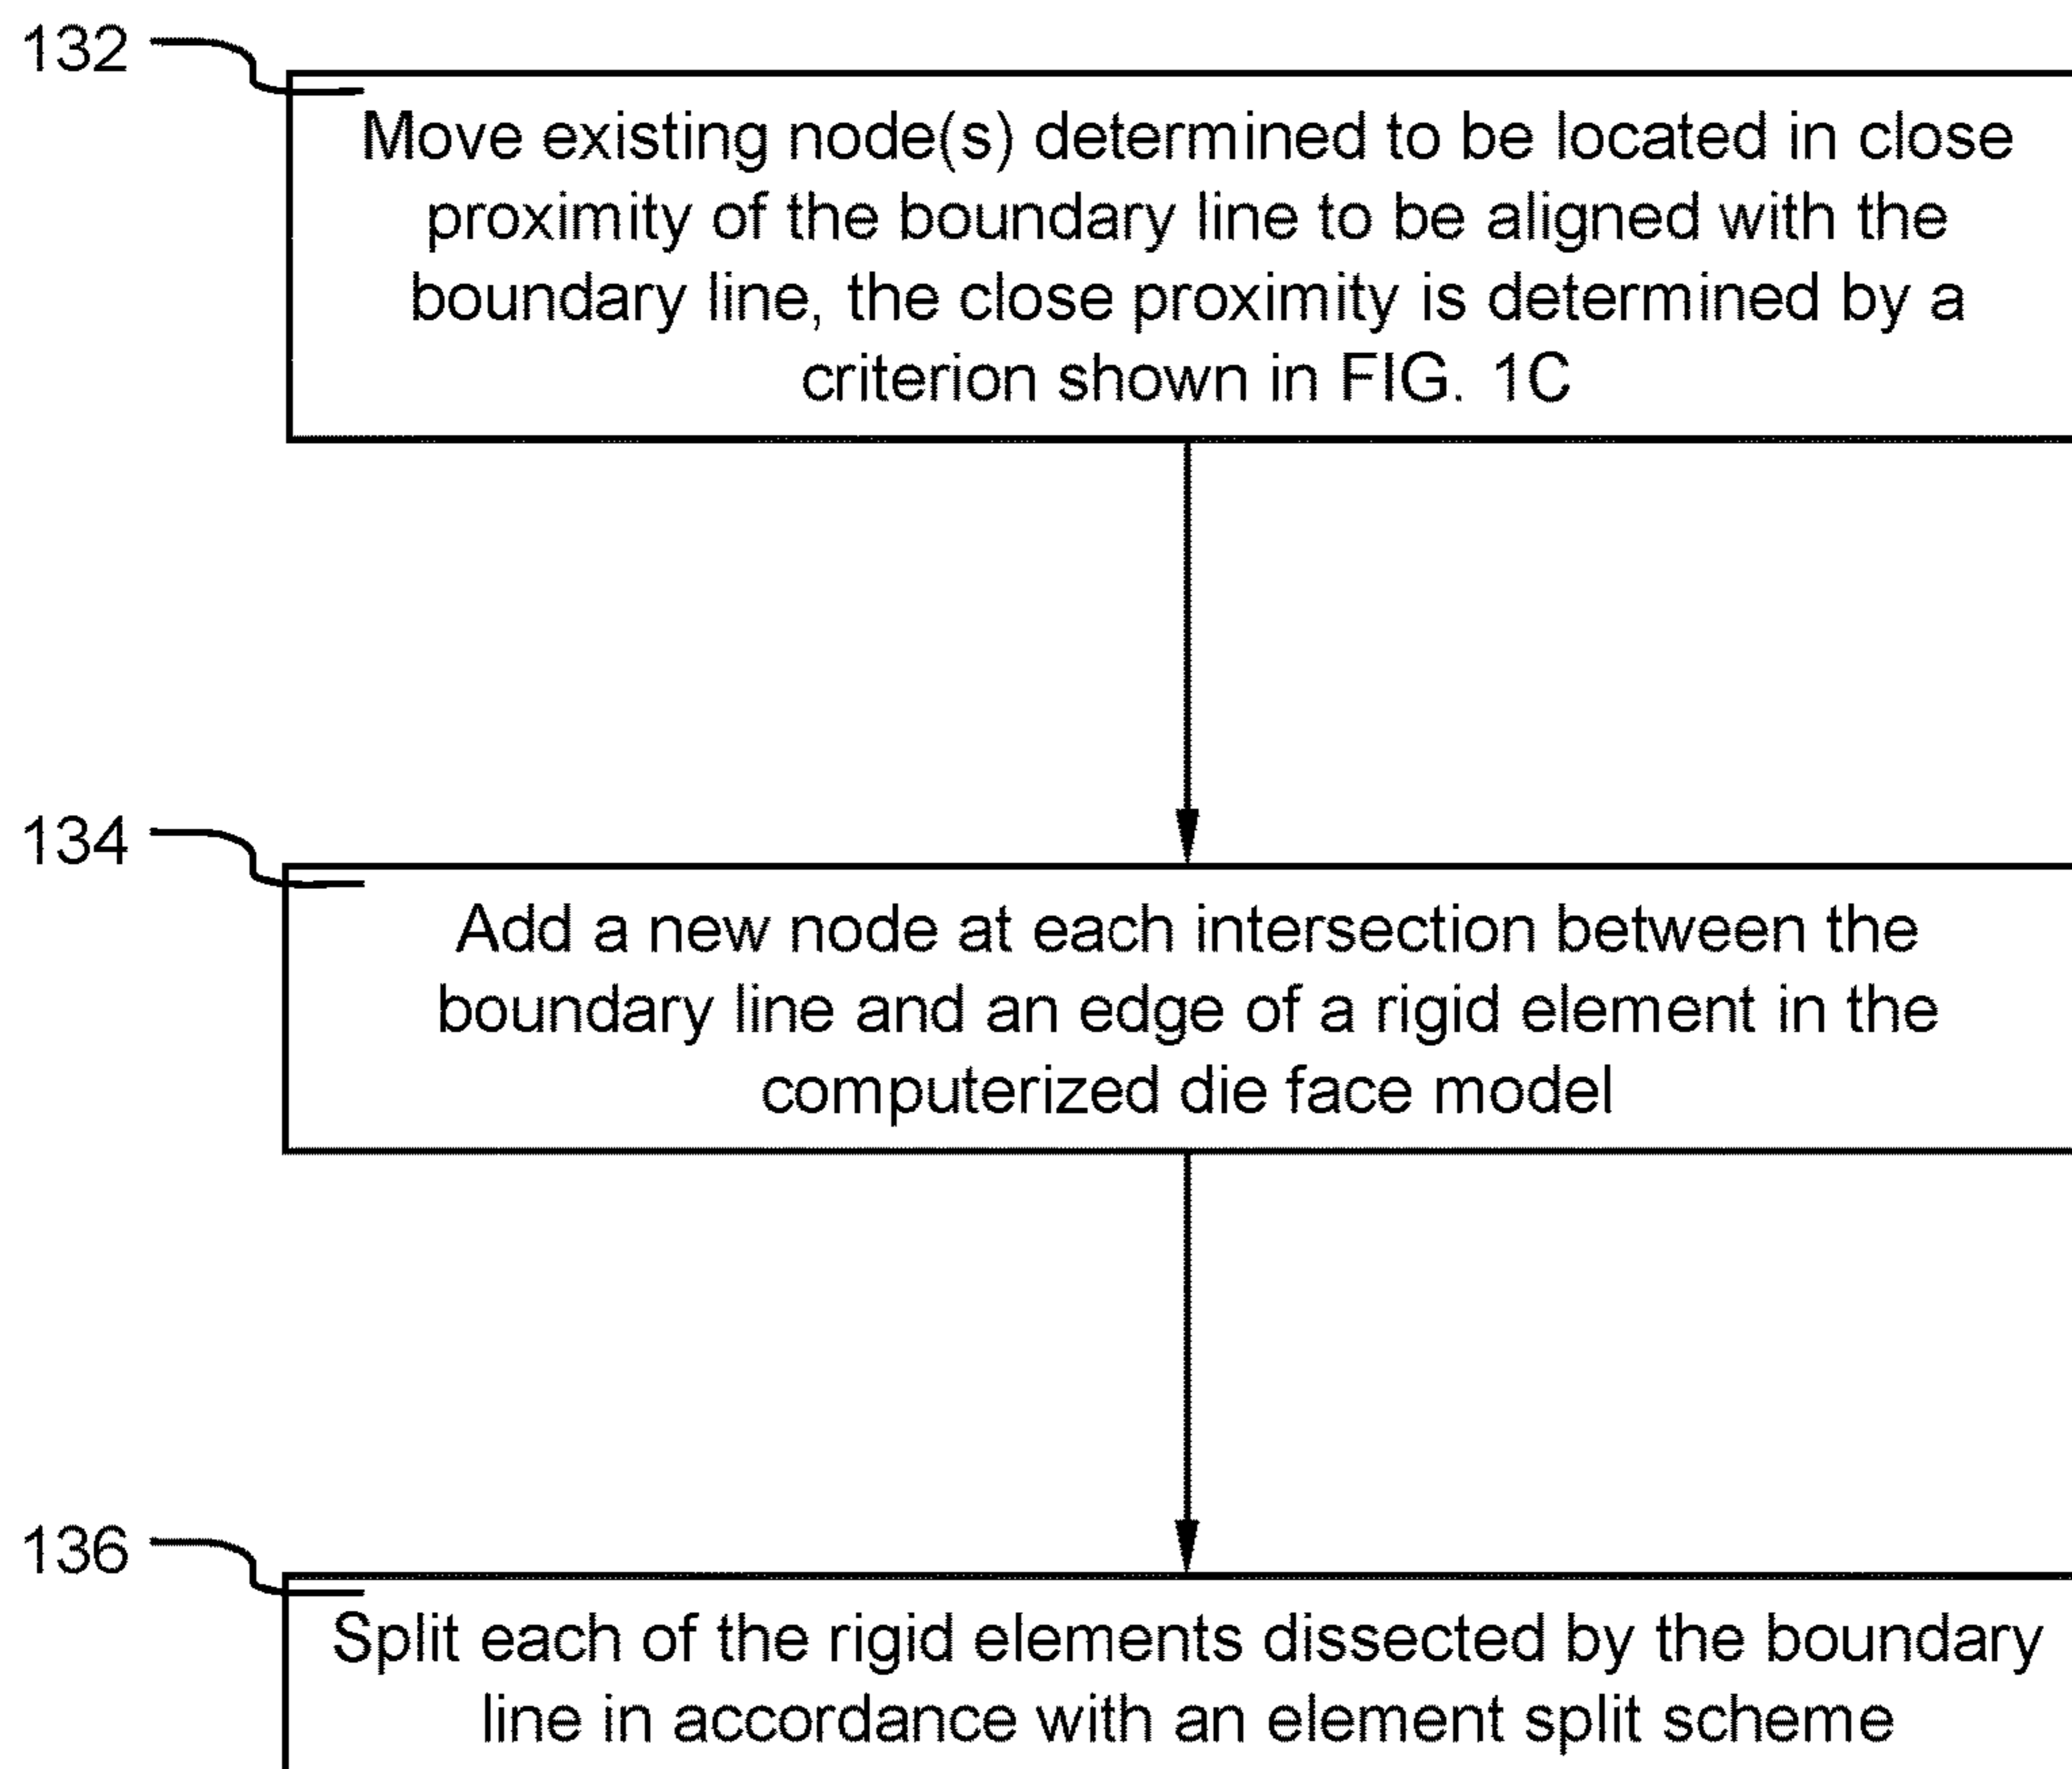 132
Move existing node(s) determined to be located in close
proximity of the boundary line to be aligned with the
boundary line, the close proximity is determined by a
criterion shown in FIG. 1C
134
Add a new node at each intersection between the
boundary line and an edge of a rigid element in the
computerized die face model
136
Split each of the rigid elements dissected by the boundary
line in accordance with an element split scheme